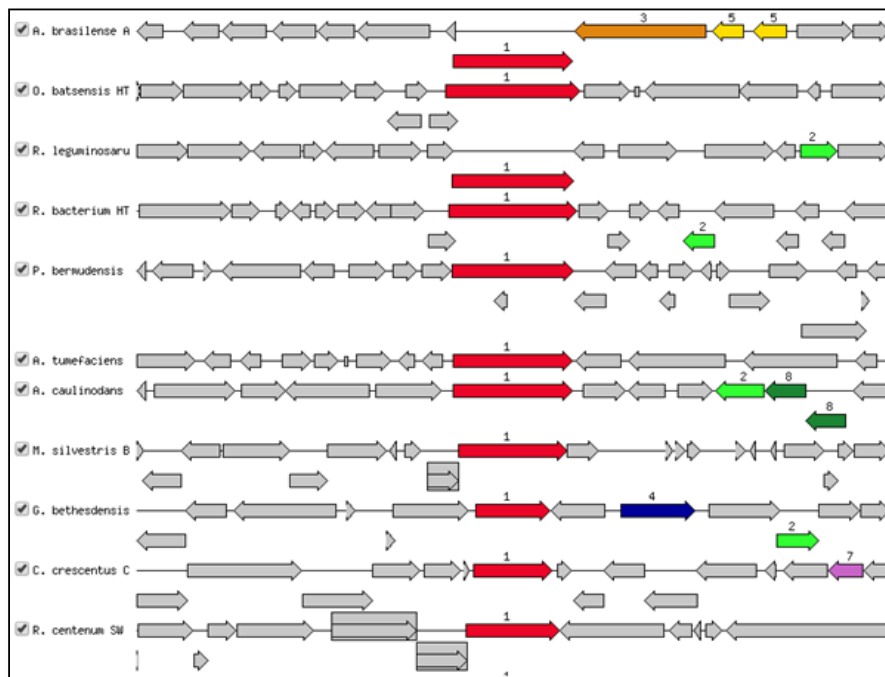 3 5 5
A. brasilense A
1
1
O. batsensis HT
2
R. leguminosaru
1
1
R. bacterium HT
2
1
P. bermudensis
1
A. tumefaciens
1 2 8
A. caulinodans
8
1
M. silvestris B
1 4
G. bethesdensis
2
1 7
C. crescentus C
1
R. centenum SW
1